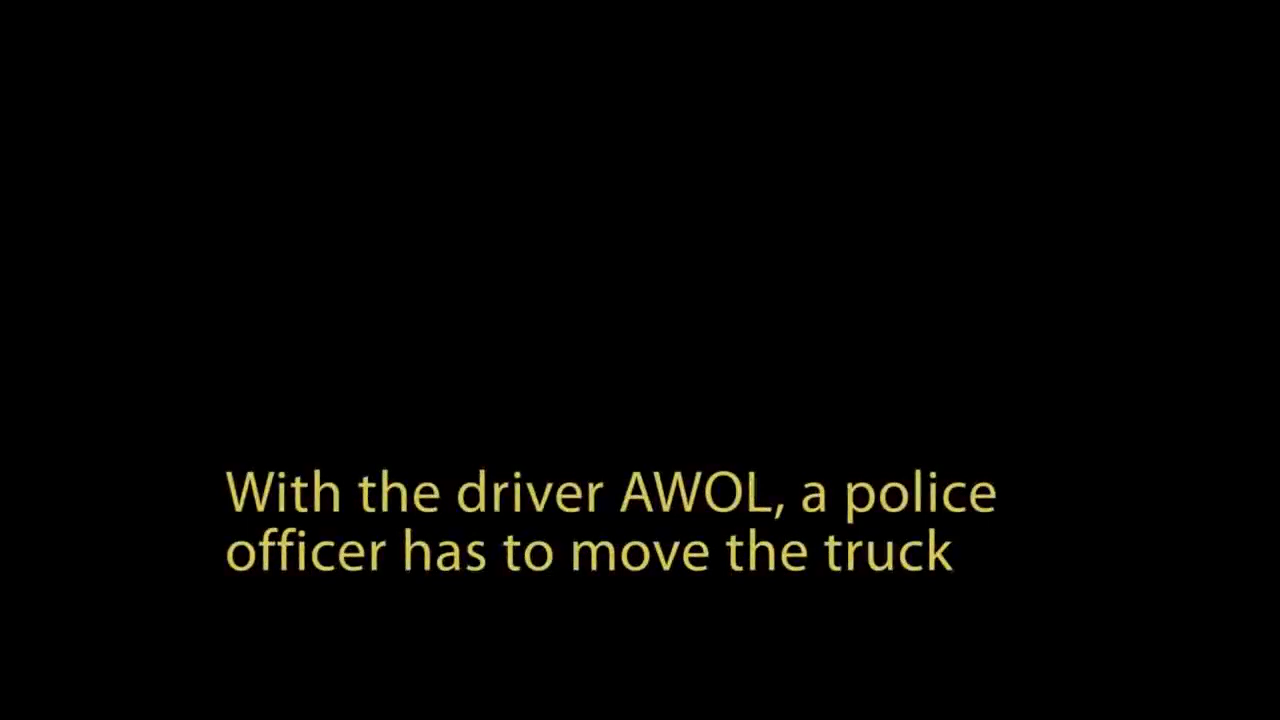 With the driver AWOL, a police
officer has to move the truck